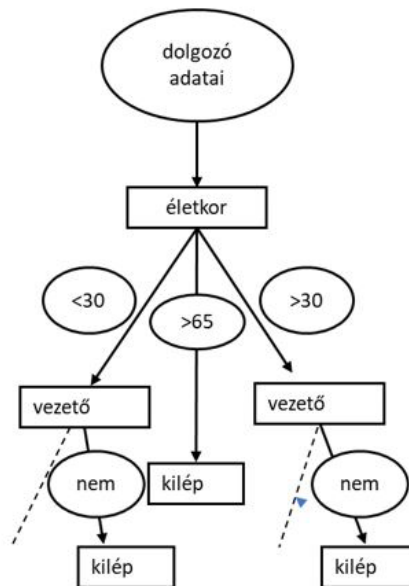 dolgozó
adatai
életkor
<30
>65
>30
vezető
vezető
nem
kilép
nem
kilép
kilép